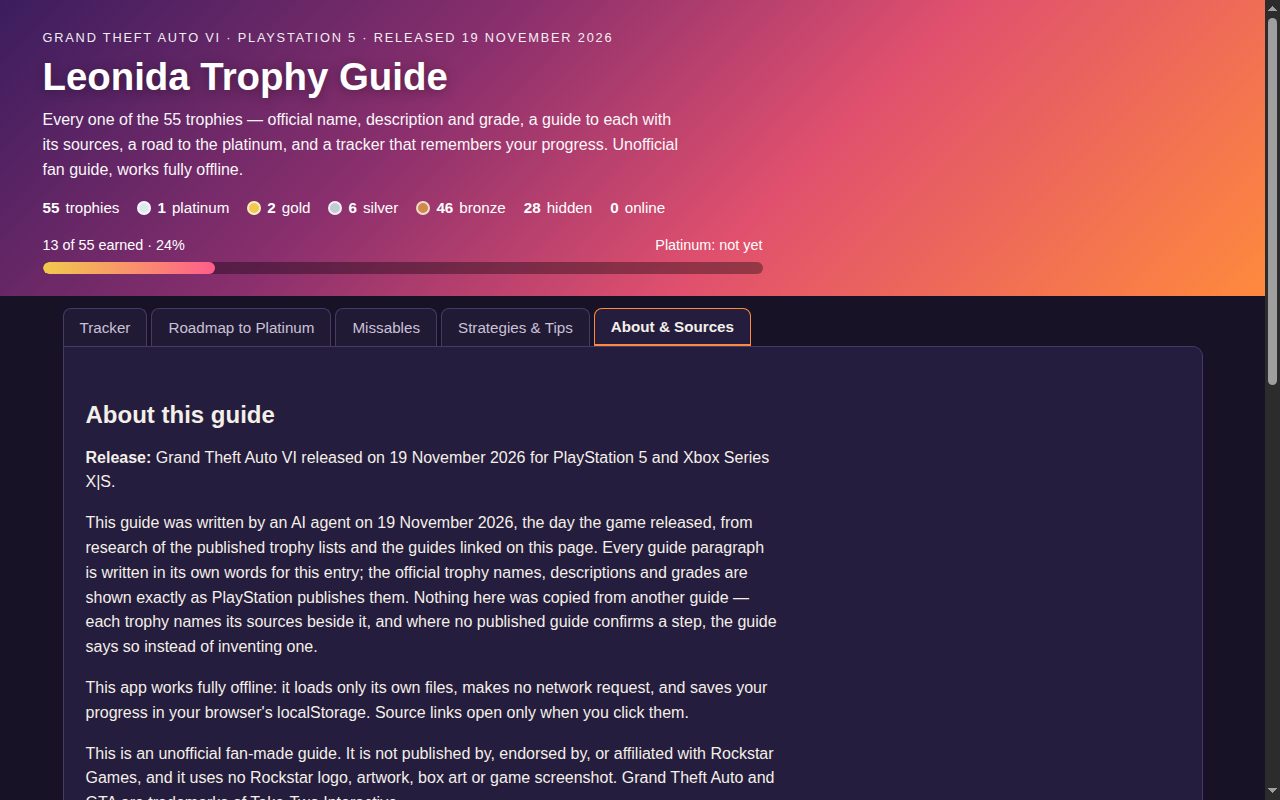 GRAND THEFT AUTO VI · PLAYSTATION 5 · RELEASED 19 NOVEMBER 2026
Leonida Trophy Guide
Every one of the 55 trophies — official name, description and grade, a guide to each with
its sources, a road to the platinum, and a tracker that remembers your progress. Unofficial
fan guide, works fully offline.
55 trophies 1 platinum 2 gold 6 silver 46 bronze 28 hidden 0 online
13 of 55 earned · 24% Platinum: not yet
Tracker Roadmap to Platinum Missables Strategies & Tips About & Sources
About this guide
Release: Grand Theft Auto VI released on 19 November 2026 for PlayStation 5 and Xbox Series
X|S.
This guide was written by an AI agent on 19 November 2026, the day the game released, from
research of the published trophy lists and the guides linked on this page. Every guide paragraph
is written in its own words for this entry; the official trophy names, descriptions and grades are
shown exactly as PlayStation publishes them. Nothing here was copied from another guide —
each trophy names its sources beside it, and where no published guide confirms a step, the guide
says so instead of inventing one.
This app works fully offline: it loads only its own files, makes no network request, and saves your
progress in your browser's localStorage. Source links open only when you click them.
This is an unofficial fan-made guide. It is not published by, endorsed by, or affiliated with Rockstar
Games, and it uses no Rockstar logo, artwork, box art or game screenshot. Grand Theft Auto and
GTA are trademarks of Take-Two Interactive.